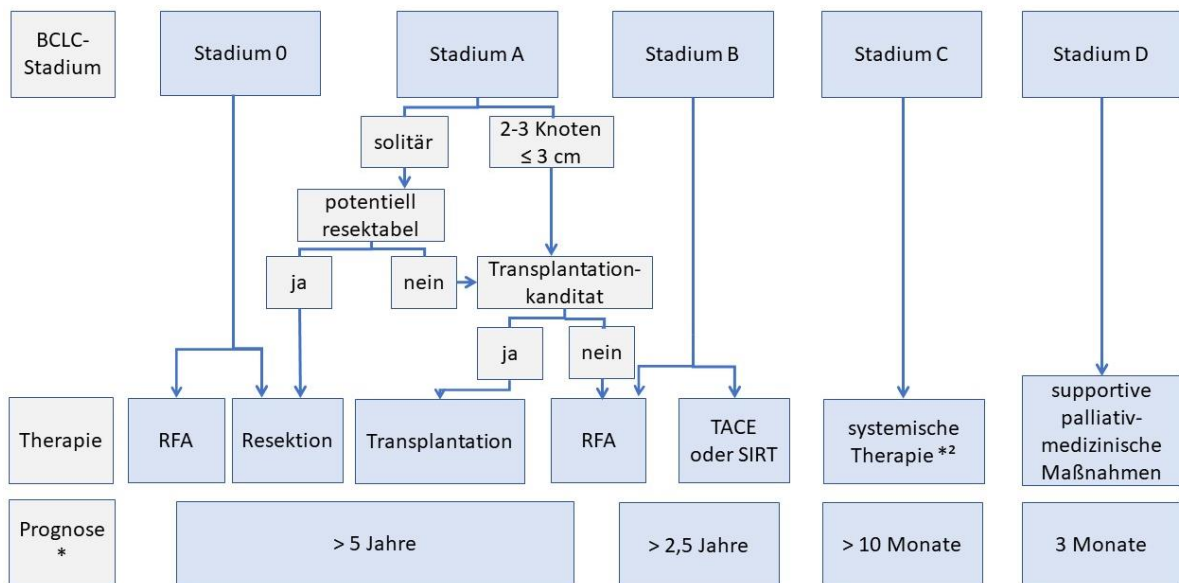 BCLC-
Stadium
Stadium 0
Stadium A
Stadium B
Stadium C
Stadium D
solitär
2-3 Knoten
≤ 3 cm
potentiell
resektabel
ja
nein
Transplantation-
kanditat
ja
nein
Therapie
RFA
Resektion
Transplantation
RFA
TACE
oder SIRT
systemische
Therapie *²
supportive
palliativ-
medizinische
Maßnahmen
Prognose
*
> 5 Jahre
> 2,5 Jahre
> 10 Monate
3 Monate